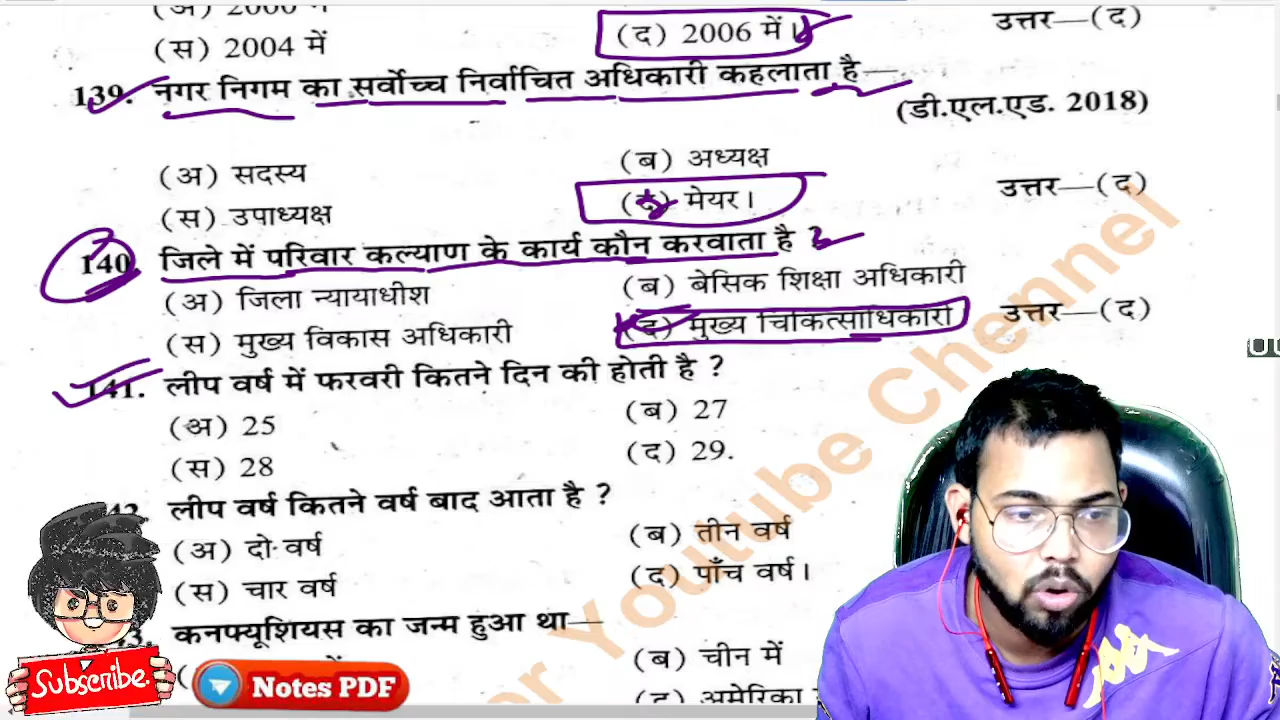 (अ) 2000 में
(स) 2004 में
(द) 2006 में।
उत्तर—(द)
139. नगर निगम का सर्वोच्च निर्वाचित अधिकारी कहलाता है—
(डी.एल.एड. 2018)
(अ) सदस्य
(ब) अध्यक्ष
(स) उपाध्यक्ष
(द) मेयर।
उत्तर—(द)
140. जिले में परिवार कल्याण के कार्य कौन करवाता है ?
(अ) जिला न्यायाधीश
(ब) बेसिक शिक्षा अधिकारी
(स) मुख्य विकास अधिकारी
(द) मुख्य चिकित्साधिकारी
उत्तर—(द)
141. लीप वर्ष में फरवरी कितने दिन की होती है ?
(अ) 25
(ब) 27
(स) 28
(द) 29.
लीप वर्ष कितने वर्ष बाद आता है ?
(अ) दो वर्ष
(ब) तीन वर्ष
(स) चार वर्ष
(द) पाँच वर्ष।
कनफ्यूशियस का जन्म हुआ था—
(ब) चीन में
(द) अमेरिका
Youtube Chennel
Subscribe.
Notes PDF